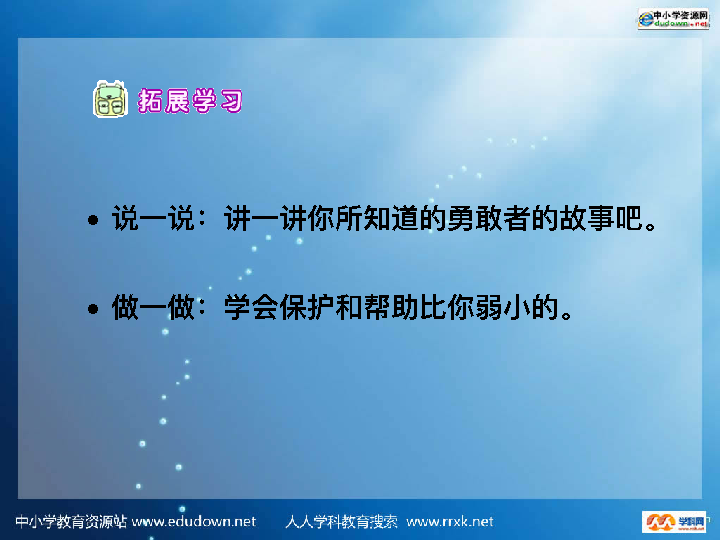 中小学资源网
edudown.net
拓展学习
• 说一说：讲一讲你所知道的勇敢者的故事吧。
• 做一做：学会保护和帮助比你弱小的。
中小学教育资源站 www.edudown.net 人人学科教育搜索 www.rrxk.net
学科网